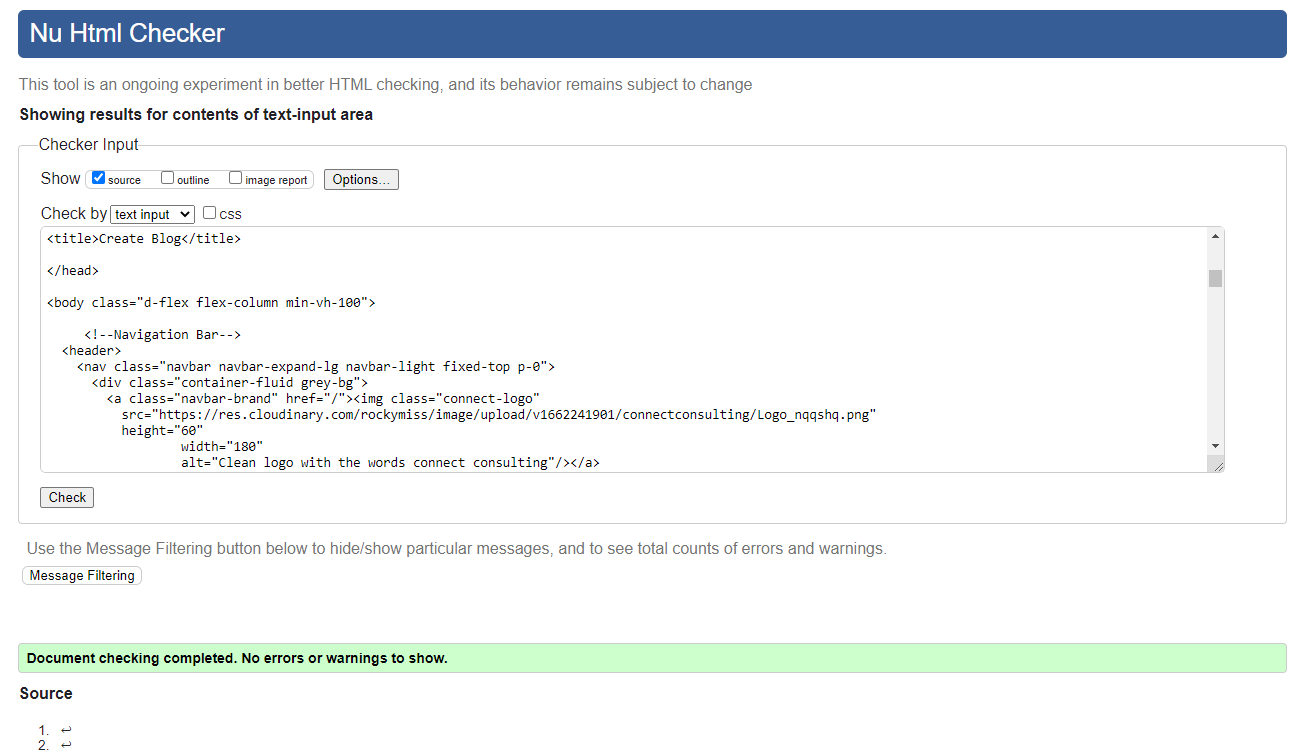 Nu Html Checker
This tool is an ongoing experiment in better HTML checking, and its behavior remains subject to change
Showing results for contents of text-input area
Checker Input
Show source outline image report Options...
Check by text input css
<title>Create Blog</title>
</head>
<body class="d-flex flex-column min-vh-100">
<!--Navigation Bar-->
<header>
<nav class="navbar navbar-expand-lg navbar-light fixed-top p-0">
<div class="container-fluid grey-bg">
<a class="navbar-brand" href="/"><img class="connect-logo"
src="https://res.cloudinary.com/rockymiss/image/upload/v1662241901/connectconsulting/Logo_nqqshq.png"
height="60"
width="180"
alt="Clean logo with the words connect consulting"/></a>
Check
Use the Message Filtering button below to hide/show particular messages, and to see total counts of errors and warnings.
Message Filtering
Document checking completed. No errors or warnings to show.
Source
1. ↩
2. ↩